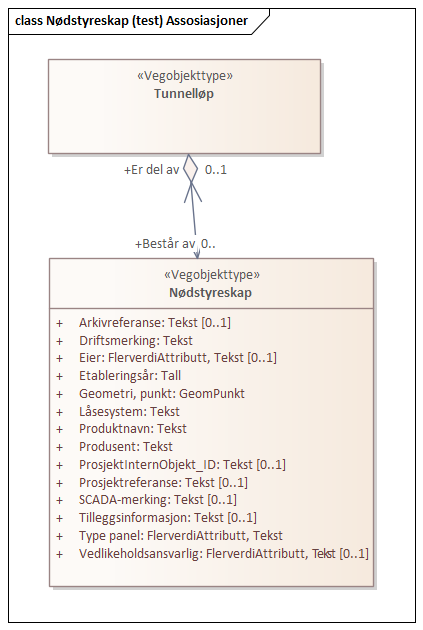 class Nødstyreskap (test) Assosiasjoner
«Vegobjekttype»
Tunnelløp
+Er del av 0..1
+Består av 0..
«Vegobjekttype»
Nødstyreskap
+ Arkivreferanse: Tekst [0..1]
+ Driftsmerking: Tekst
+ Eier: FlerverdiAttributt, Tekst [0..1]
+ Etableringsår: Tall
+ Geometri, punkt: GeomPunkt
+ Låsesystem: Tekst
+ Produktnavn: Tekst
+ Produsent: Tekst
+ ProsjektInternObjekt_ID: Tekst [0..1]
+ Prosjektreferanse: Tekst [0..1]
+ SCADA-merking: Tekst [0..1]
+ Tilleggsinformasjon: Tekst [0..1]
+ Type panel: FlerverdiAttributt, Tekst
+ Vedlikeholdsansvarlig: FlerverdiAttributt, Tekst [0..1]